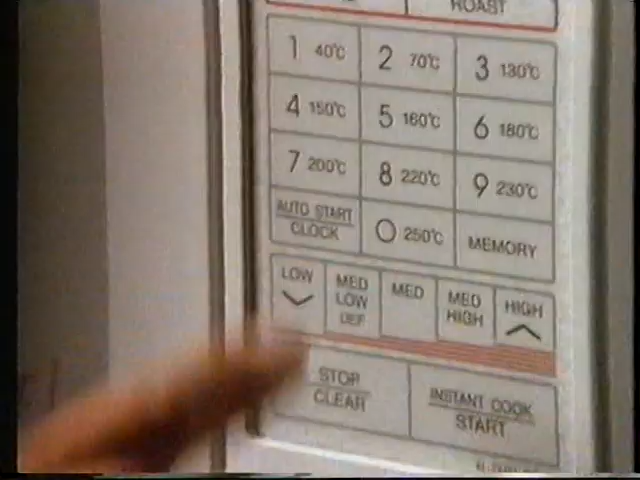 ROAST
1 40°C 2 70°C 3 130°C
4 150°C 5 160°C 6 180°C
7 200°C 8 220°C 9 230°C
AUTO START
CLOCK
0 250°C
MEMORY
LOW
MED
LOW
DEF
MED
MED
HIGH
HIGH
STOP
CLEAR
INSTANT COOK
START